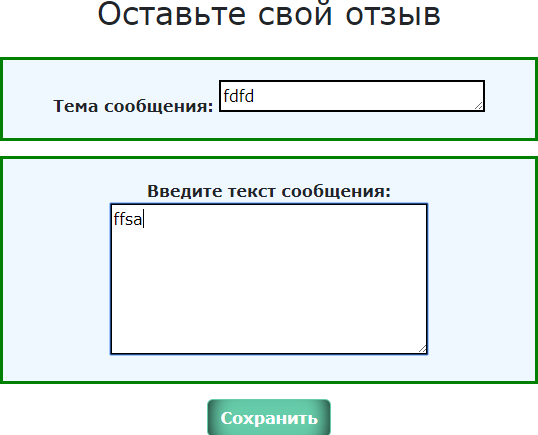 Оставьте свой отзыв
Тема сообщения: fdfd
Введите текст сообщения:
ffsa
Сохранить